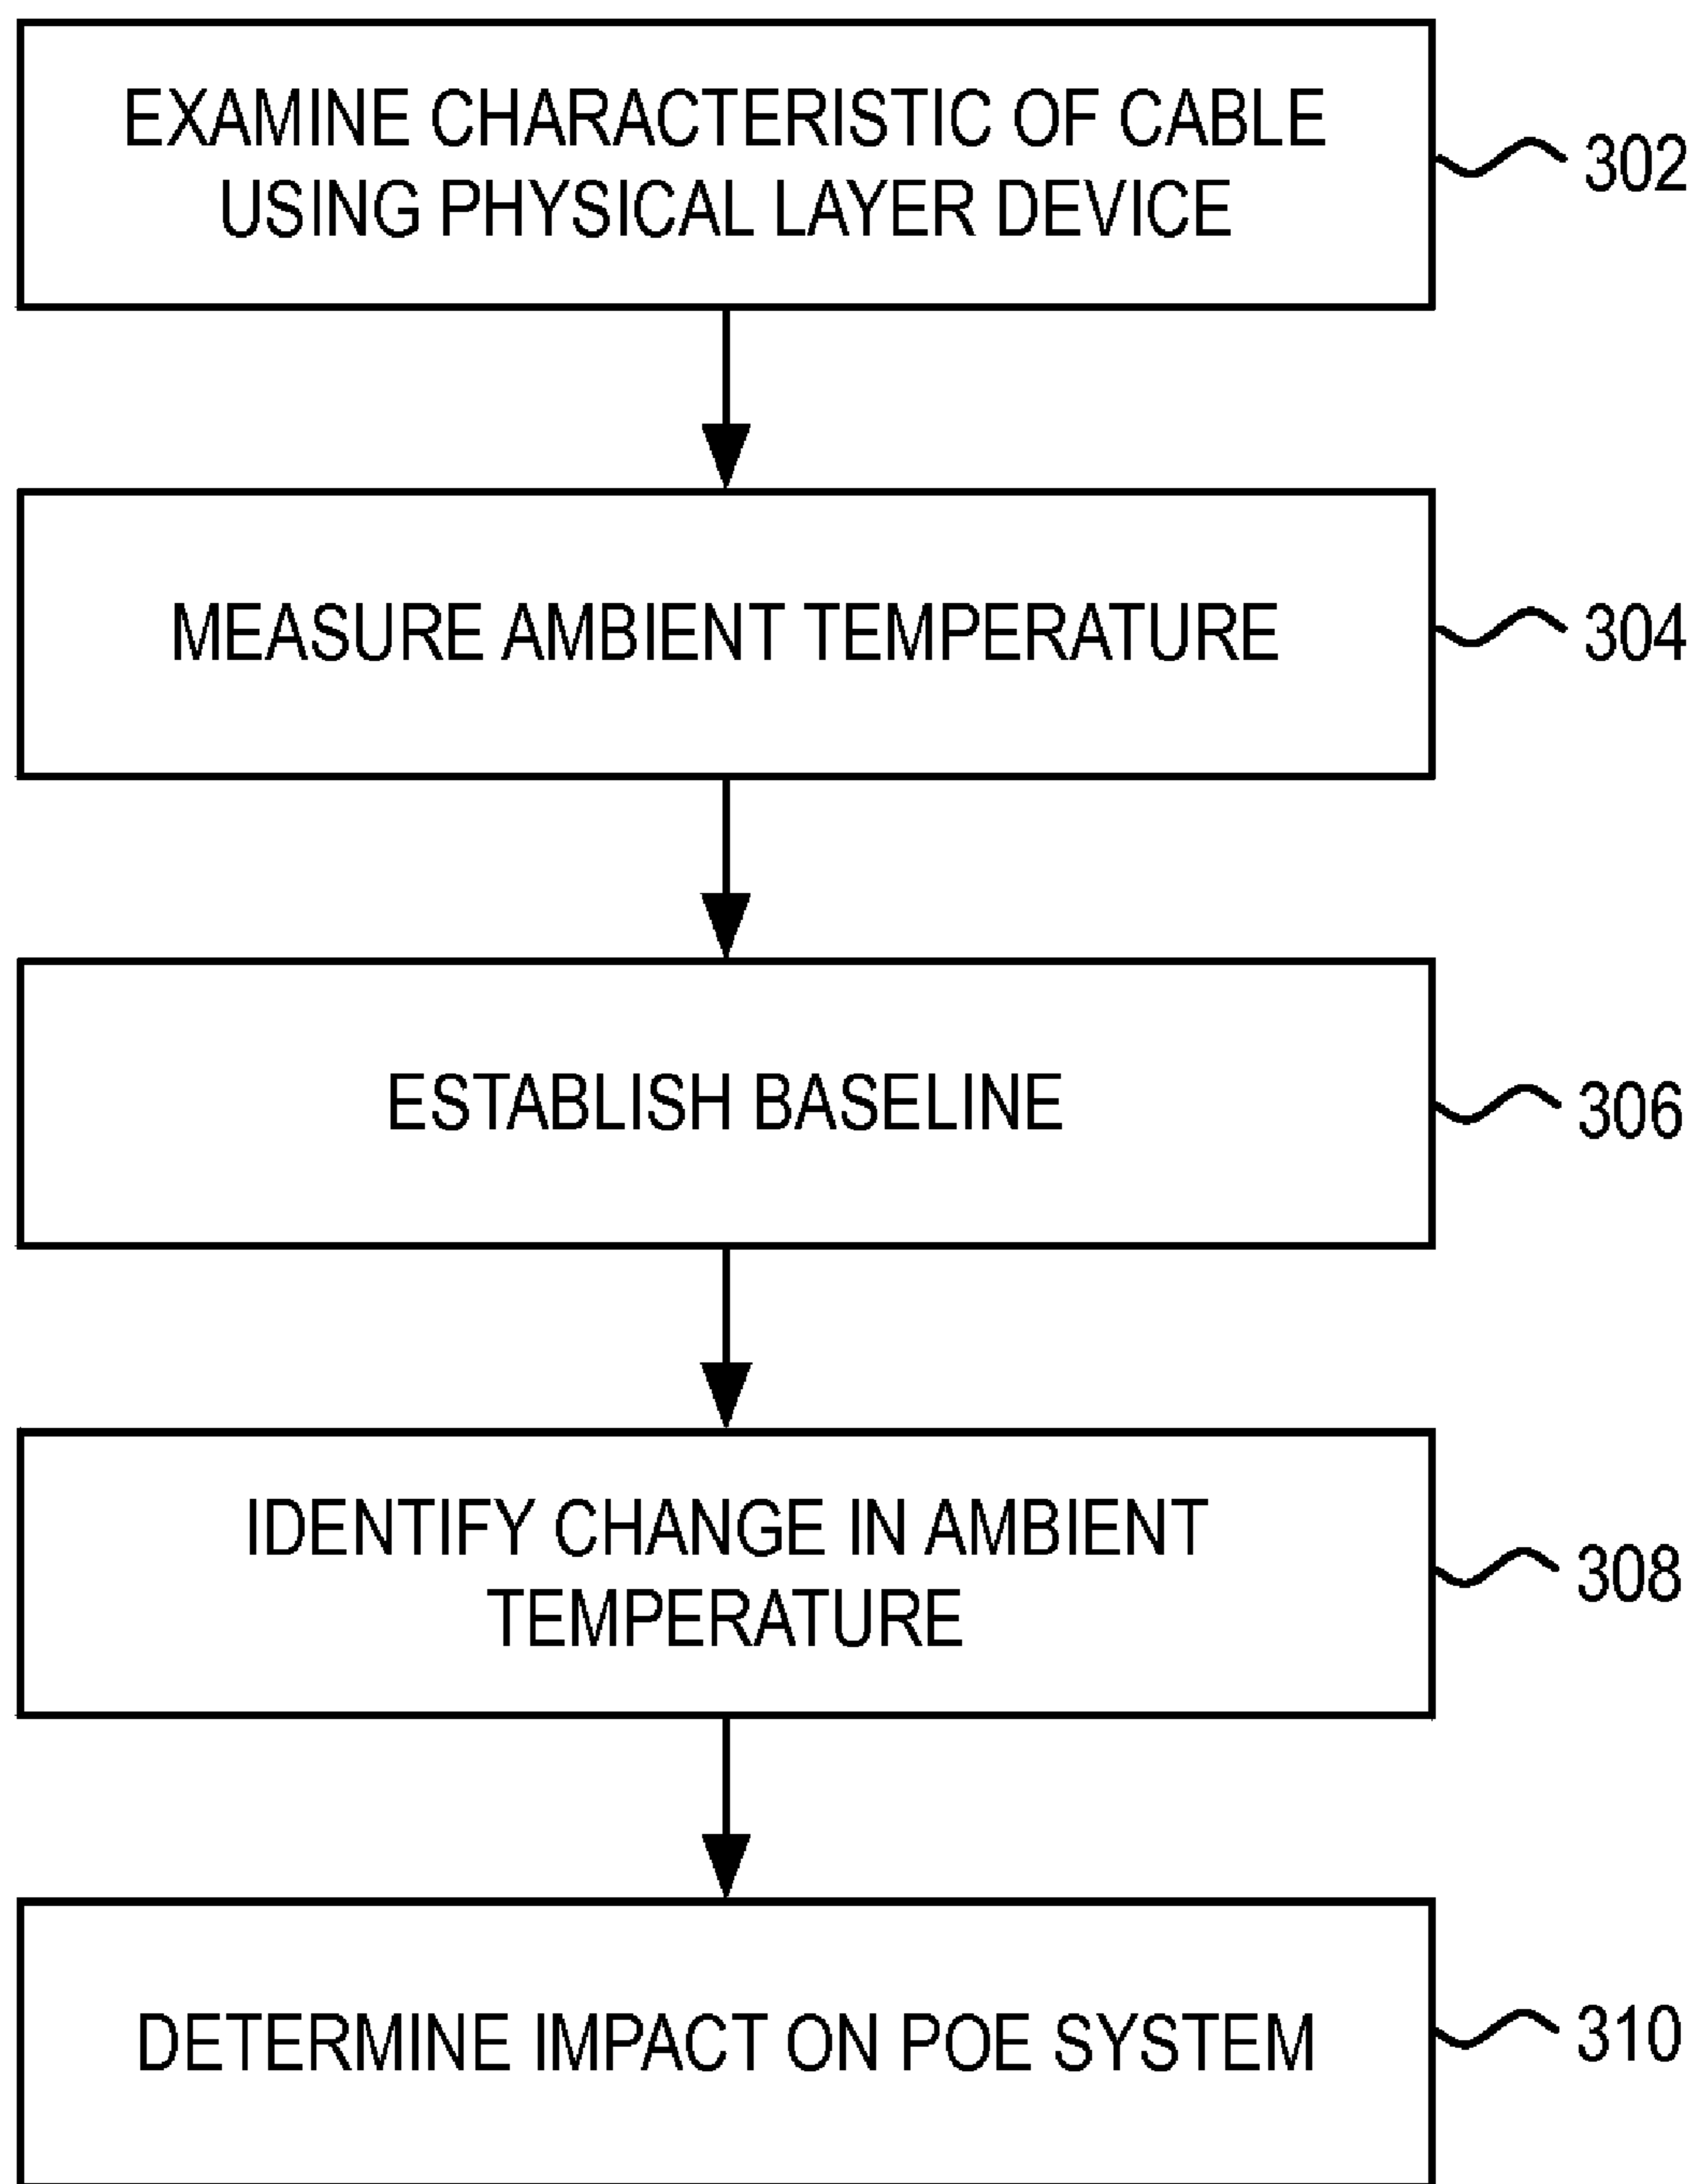 EXAMINE CHARACTERISTIC OF CABLE
USING PHYSICAL LAYER DEVICE
302
MEASURE AMBIENT TEMPERATURE
304
ESTABLISH BASELINE
306
IDENTIFY CHANGE IN AMBIENT
TEMPERATURE
308
DETERMINE IMPACT ON POE SYSTEM
310